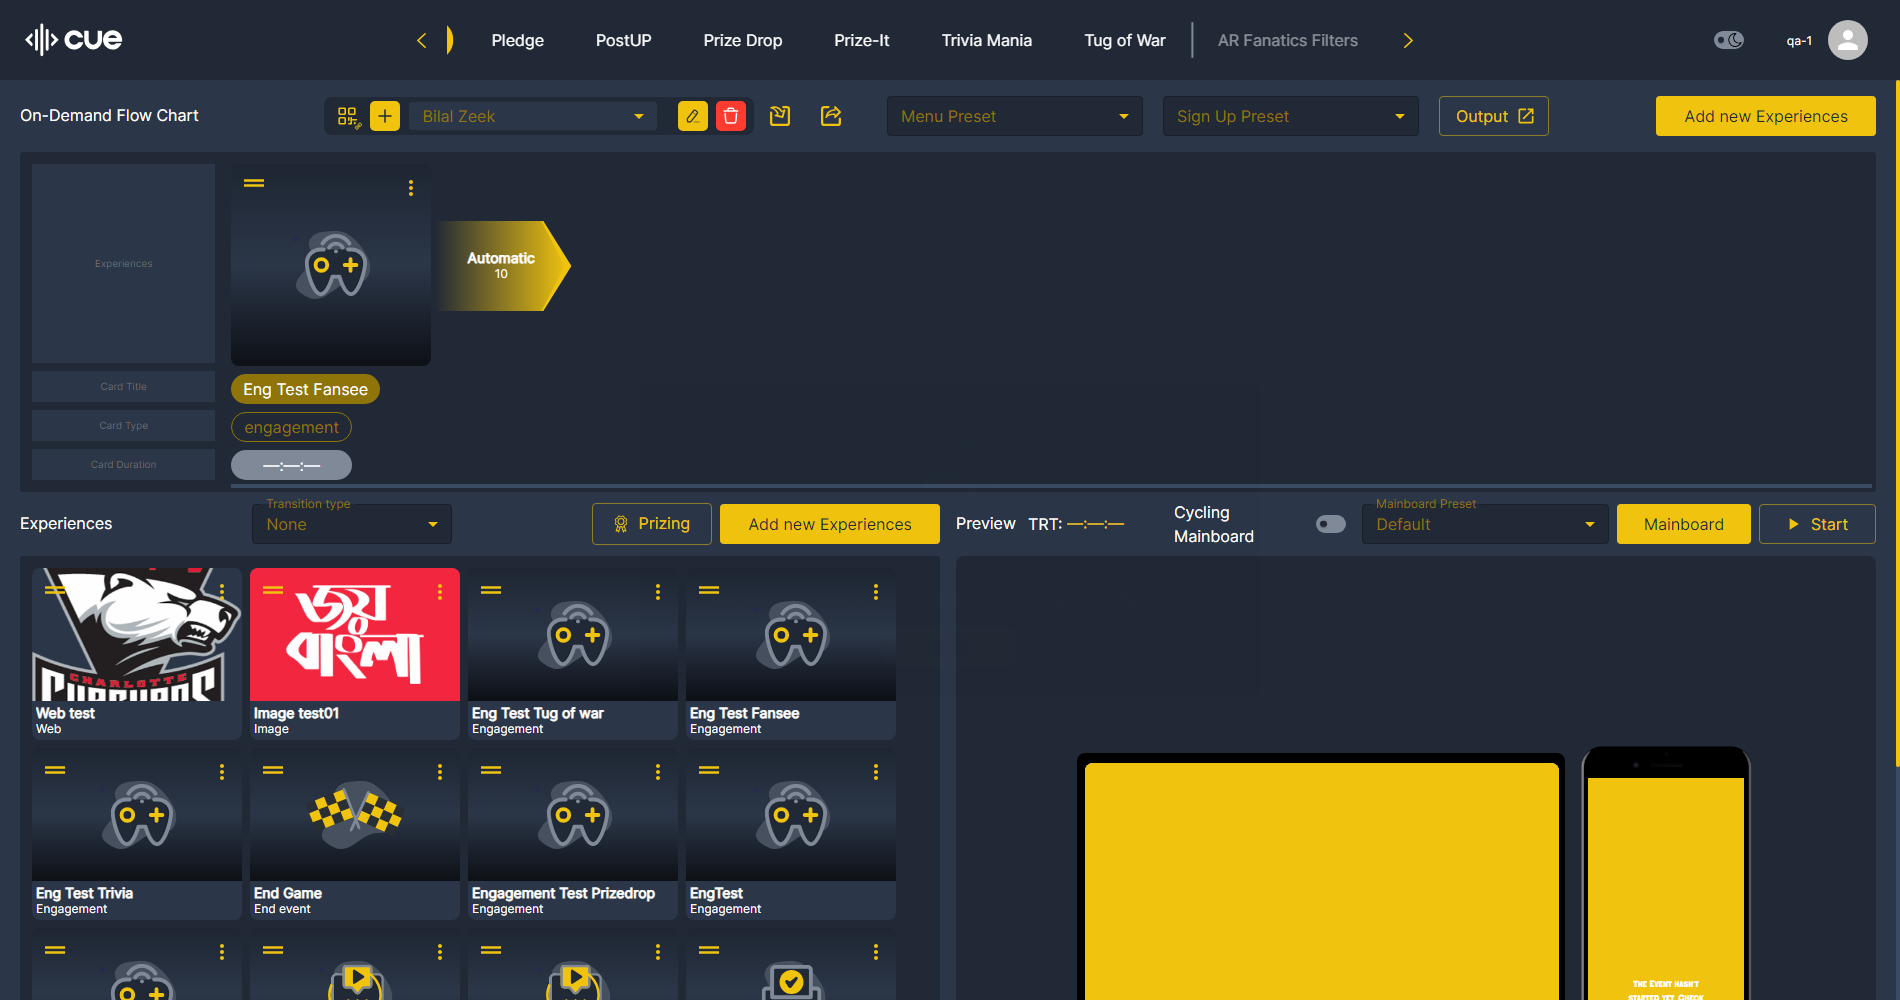 cue
Pledge
PostUP
Prize Drop
Prize-It
Trivia Mania
Tug of War
AR Fanatics Filters
qa-1
On-Demand Flow Chart
Bilal Zeek
Menu Preset
Sign Up Preset
Output
Add new Experiences
Experiences
Automatic
10
Card Title
Eng Test Fansee
Card Type
engagement
Card Duration
—:—:—
Experiences
Transition type
None
Prizing
Add new Experiences
Preview
TRT: —:—:—
Cycling
Mainboard
Mainboard Preset
Default
Mainboard
Start
CHARLOTTE
জয়
বাংলা
Web test
Web
Image test01
Image
Eng Test Tug of war
Engagement
Eng Test Fansee
Engagement
Eng Test Trivia
Engagement
End Game
End event
Engagement Test Prizedrop
Engagement
EngTest
Engagement
The Event hasn't
started yet. Check